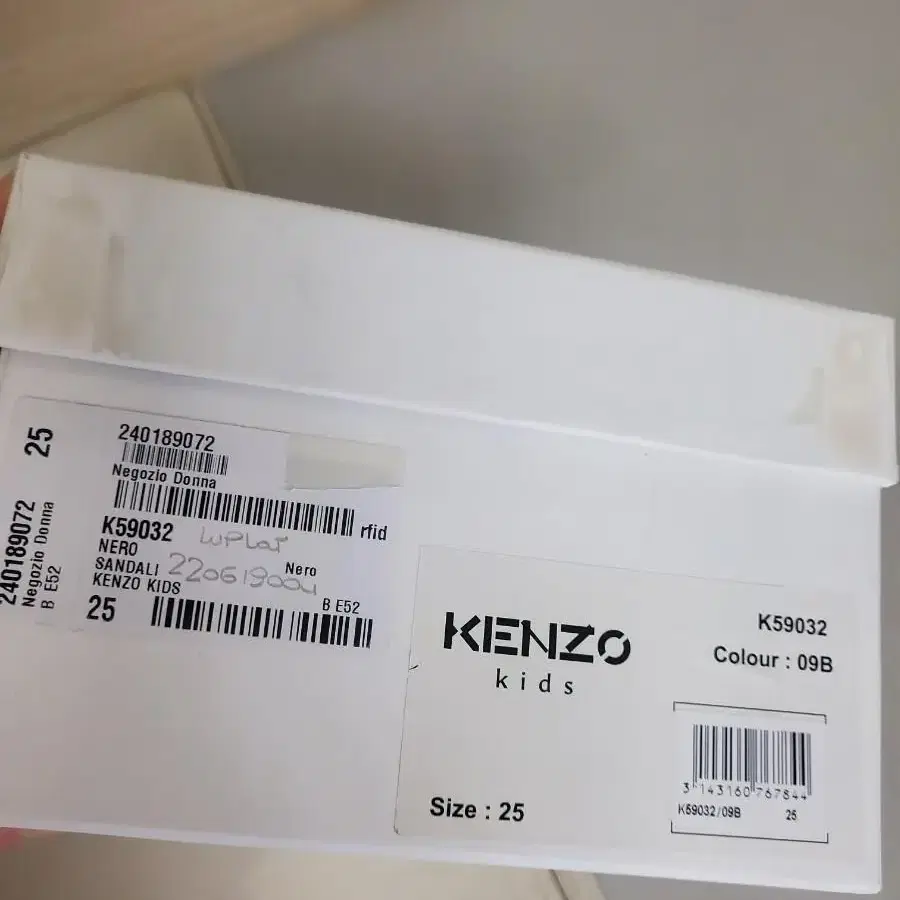 25
240189072
Negozio Donna
B E52
240189072
Negozio Donna
rfid
K59032
NERO
SANDALI
Nero
KENZO KIDS
25
B E52
KENZO
kids
K59032
Colour : 09B
Size : 25
3 143160 767844
K59032/09B 25